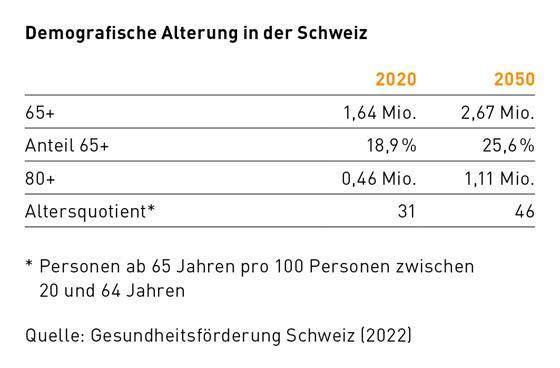 Demografische Alterung in der Schweiz
2020 2050
65+ 1,64 Mio. 2,67 Mio.
Anteil 65+ 18,9 % 25,6 %
80+ 0,46 Mio. 1,11 Mio.
Altersquotient* 31 46
* Personen ab 65 Jahren pro 100 Personen zwischen
20 und 64 Jahren
Quelle: Gesundheitsförderung Schweiz (2022)